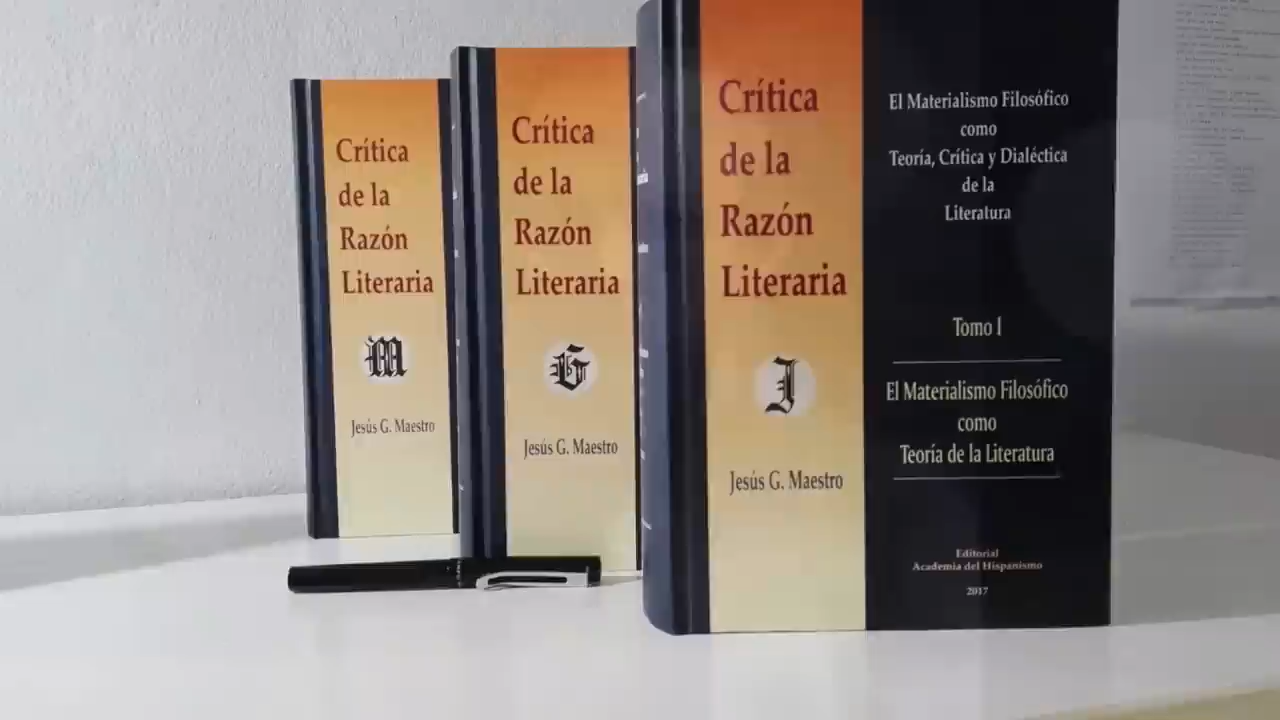 Crítica
de la
Razón
Literaria
M
Jesús G. Maestro
Crítica
de la
Razón
Literaria
G
Jesús G. Maestro
Crítica
de la
Razón
Literaria
J
Jesús G. Maestro
El Materialismo Filosófico
como
Teoría, Crítica y Dialéctica
de la
Literatura
Tomo I
El Materialismo Filosófico
como
Teoría de la Literatura
Editorial
Academia del Hispanismo
2017